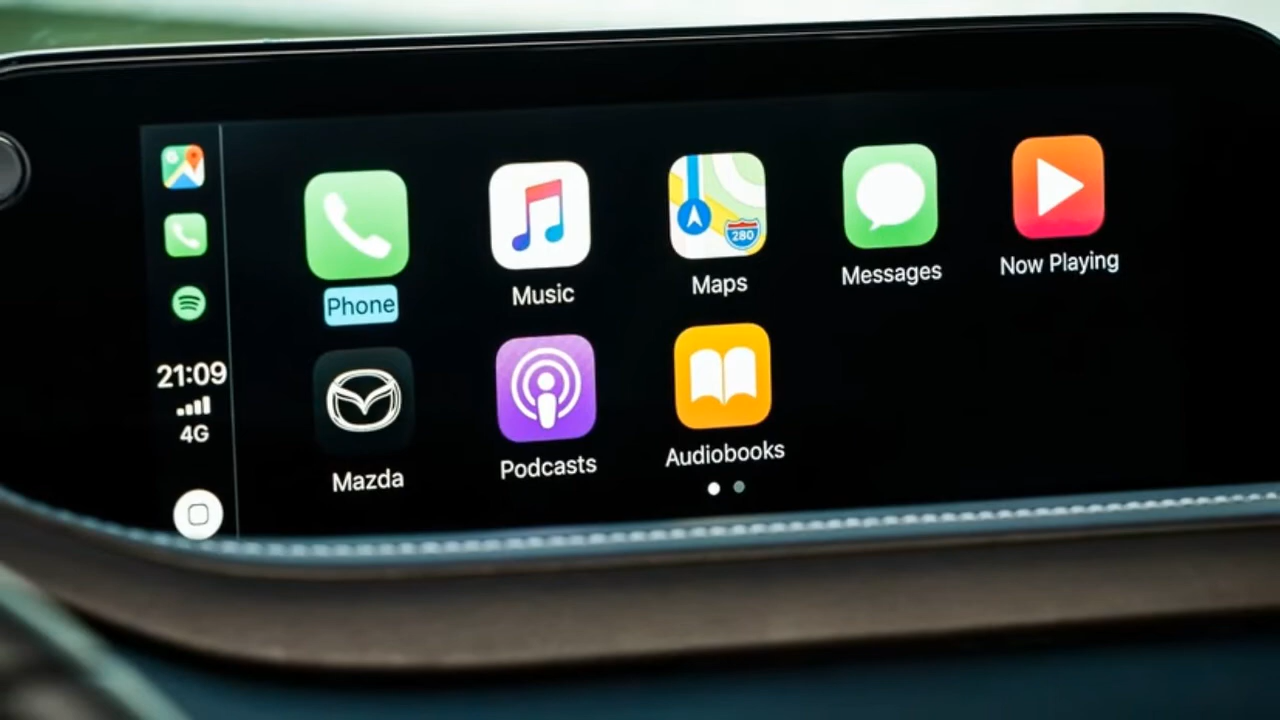 Phone
Music
280
Maps
Messages
Now Playing
21:09
4G
Mazda
Podcasts
Audiobooks